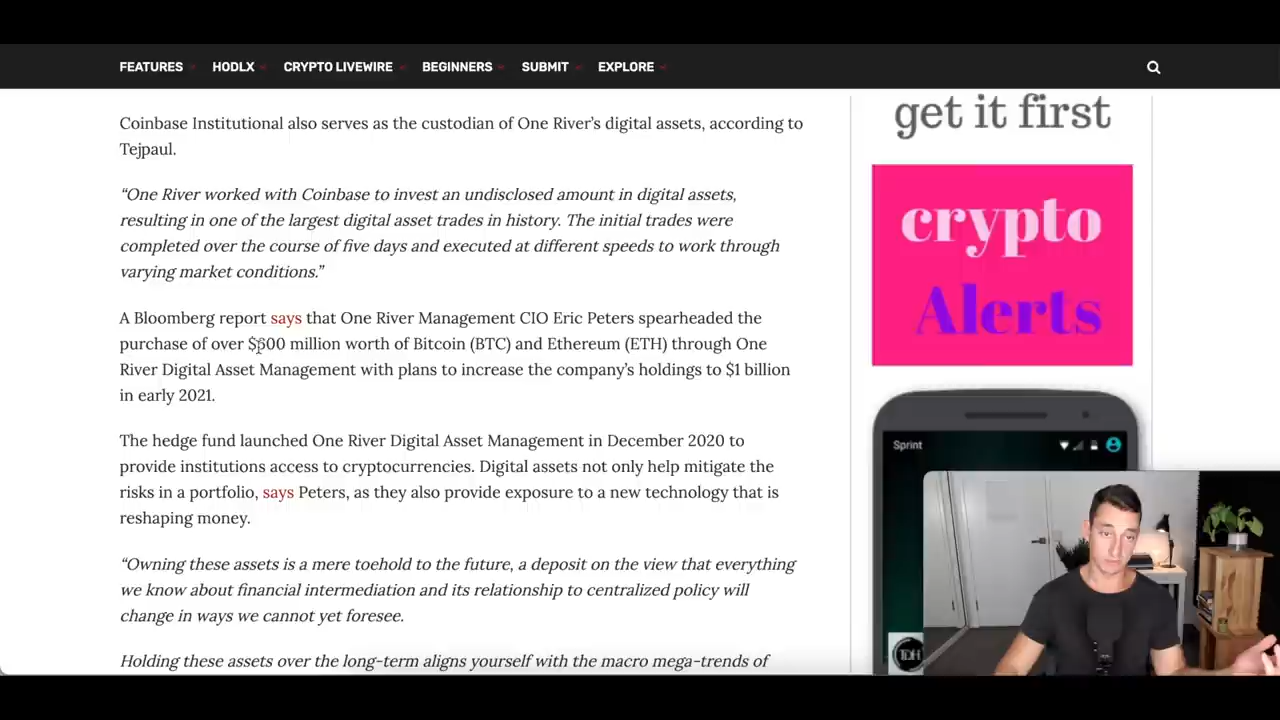 FEATURES HODLX CRYPTO LIVEWIRE BEGINNERS SUBMIT EXPLORE
Coinbase Institutional also serves as the custodian of One River’s digital assets, according to
Tejpaul.
“One River worked with Coinbase to invest an undisclosed amount in digital assets,
resulting in one of the largest digital asset trades in history. The initial trades were
completed over the course of five days and executed at different speeds to work through
varying market conditions.”
A Bloomberg report says that One River Management CIO Eric Peters spearheaded the
purchase of over $600 million worth of Bitcoin (BTC) and Ethereum (ETH) through One
River Digital Asset Management with plans to increase the company’s holdings to $1 billion
in early 2021.
The hedge fund launched One River Digital Asset Management in December 2020 to
provide institutions access to cryptocurrencies. Digital assets not only help mitigate the
risks in a portfolio, says Peters, as they also provide exposure to a new technology that is
reshaping money.
“Owning these assets is a mere toehold to the future, a deposit on the view that everything
we know about financial intermediation and its relationship to centralized policy will
change in ways we cannot yet foresee.
Holding these assets over the long-term aligns yourself with the macro mega-trends of
get it first
crypto
Alerts
Sprint
TDH